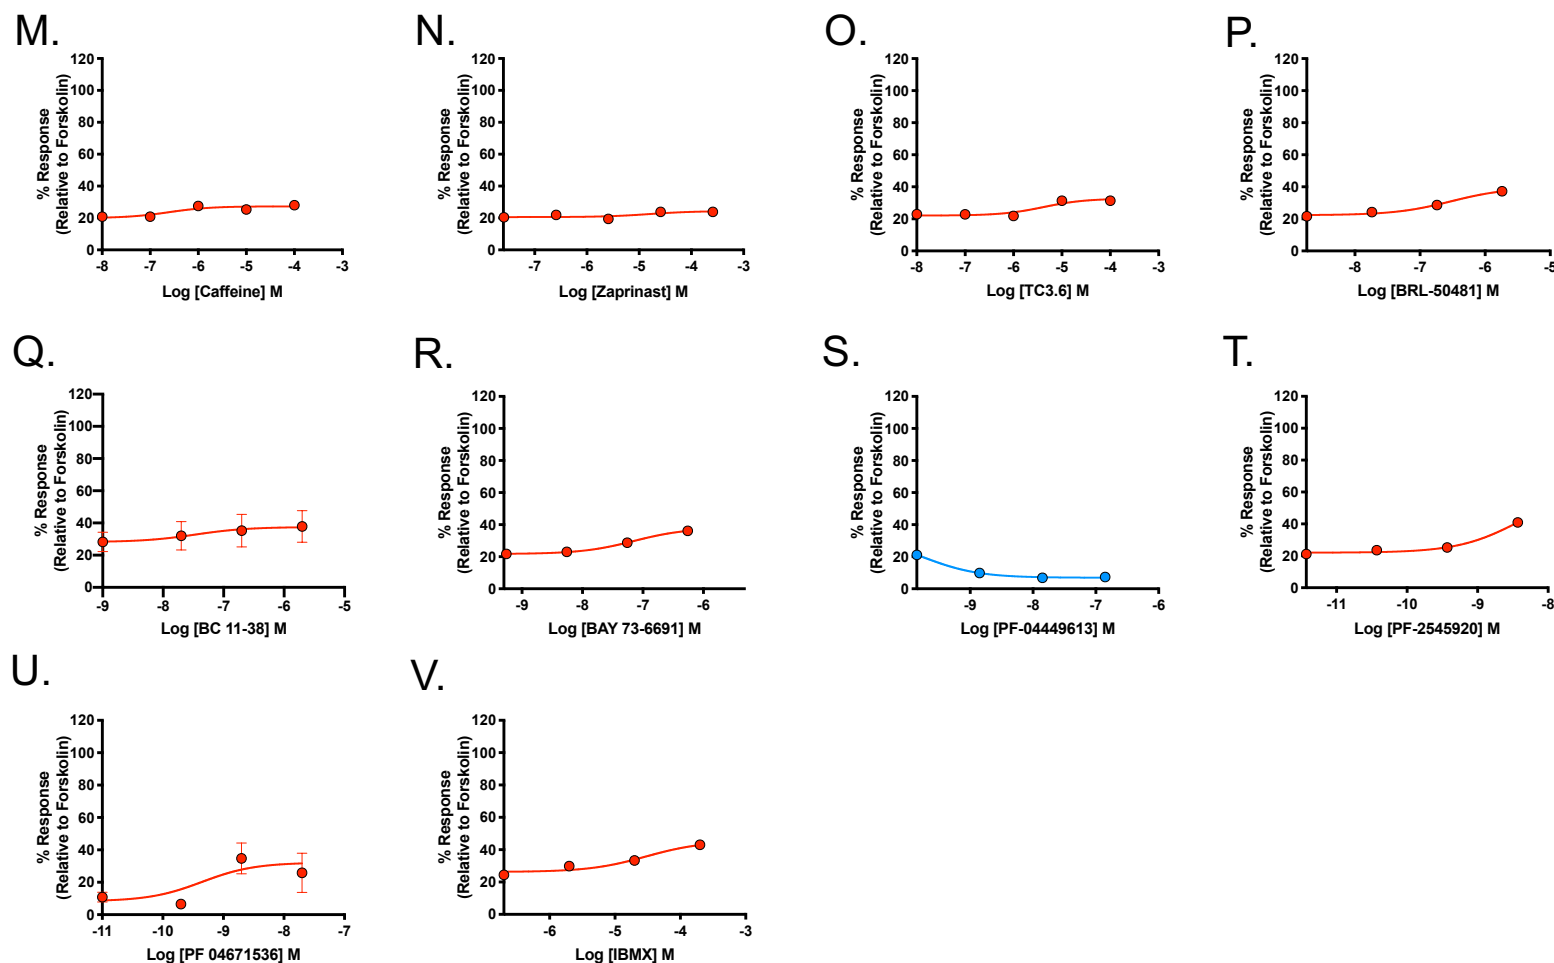 M.
% Response
(Relative to Forskolin)
120
100
80
60
40
20
0
-8 -7 -6 -5 -4 -3
Log [Caffeine] M
N.
% Response
(Relative to Forskolin)
120
100
80
60
40
20
0
-7 -6 -5 -4 -3
Log [Zaprinast] M
O.
% Response
(Relative to Forskolin)
120
100
80
60
40
20
0
-8 -7 -6 -5 -4 -3
Log [TC3.6] M
P.
% Response
(Relative to Forskolin)
120
100
80
60
40
20
0
-8 -7 -6 -5
Log [BRL-50481] M
Q.
% Response
(Relative to Forskolin)
120
100
80
60
40
20
0
-9 -8 -7 -6 -5
Log [BC 11-38] M
R.
% Response
(Relative to Forskolin)
120
100
80
60
40
20
0
-9 -8 -7 -6
Log [BAY 73-6691] M
S.
% Response
(Relative to Forskolin)
120
100
80
60
40
20
0
-9 -8 -7 -6
Log [PF-04449613] M
T.
% Response
(Relative to Forskolin)
120
100
80
60
40
20
0
-11 -10 -9 -8
Log [PF-2545920] M
U.
% Response
(Relative to Forskolin)
120
100
80
60
40
20
0
-11 -10 -9 -8 -7
Log [PF 04671536] M
V.
% Response
(Relative to Forskolin)
120
100
80
60
40
20
0
-6 -5 -4 -3
Log [IBMX] M